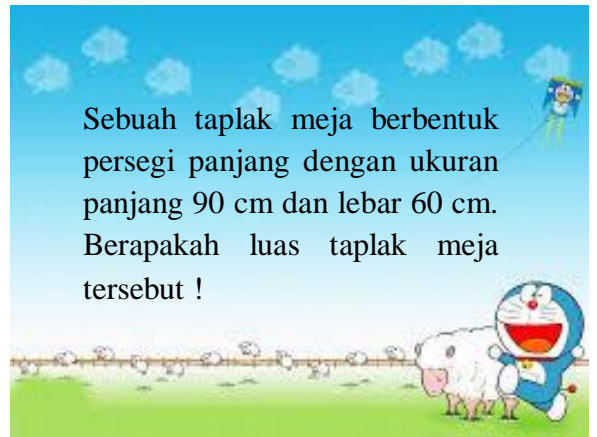 Sebuah taplak meja berbentuk
persegi panjang dengan ukuran
panjang 90 cm dan lebar 60 cm.
Berapakah luas taplak meja
tersebut !